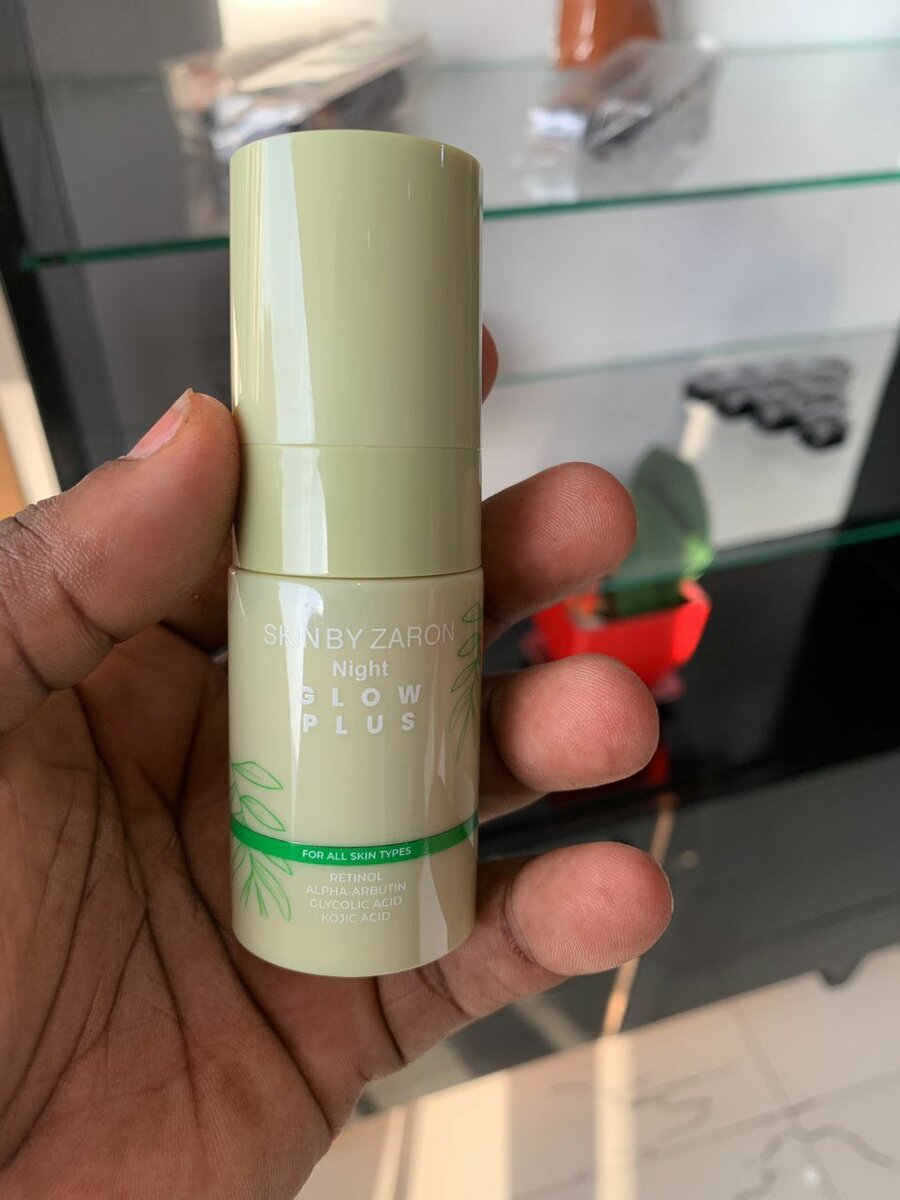 SKIN BY ZARON
Night
GLOW
PLUS
FOR ALL SKIN TYPES
RETINOL
ALPHA-ARBUTIN
GLYCOLIC ACID
KOJIC ACID